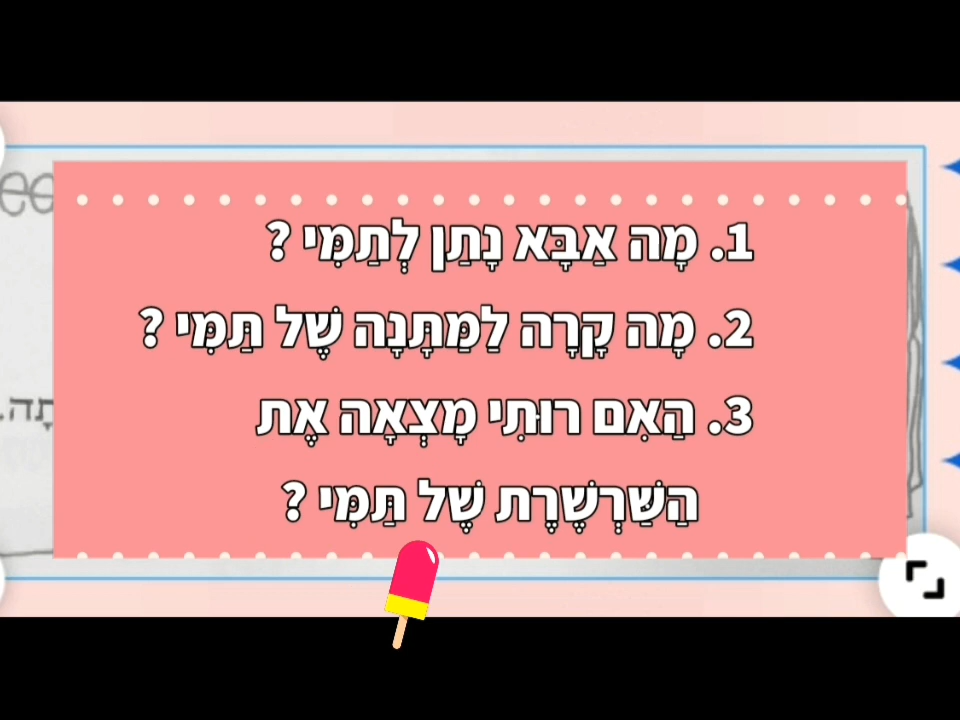 1. מָה אַבָּא נָתַן לְתַמִּי ?
2. מָה קָרָה לַמַּתָּנָה שֶׁל תַּמִּי ?
3. הַאִם רוּתִי מָצְאָה אֶת
הַשַּׁרְשֶׁרֶת שֶׁל תַּמִּי ?